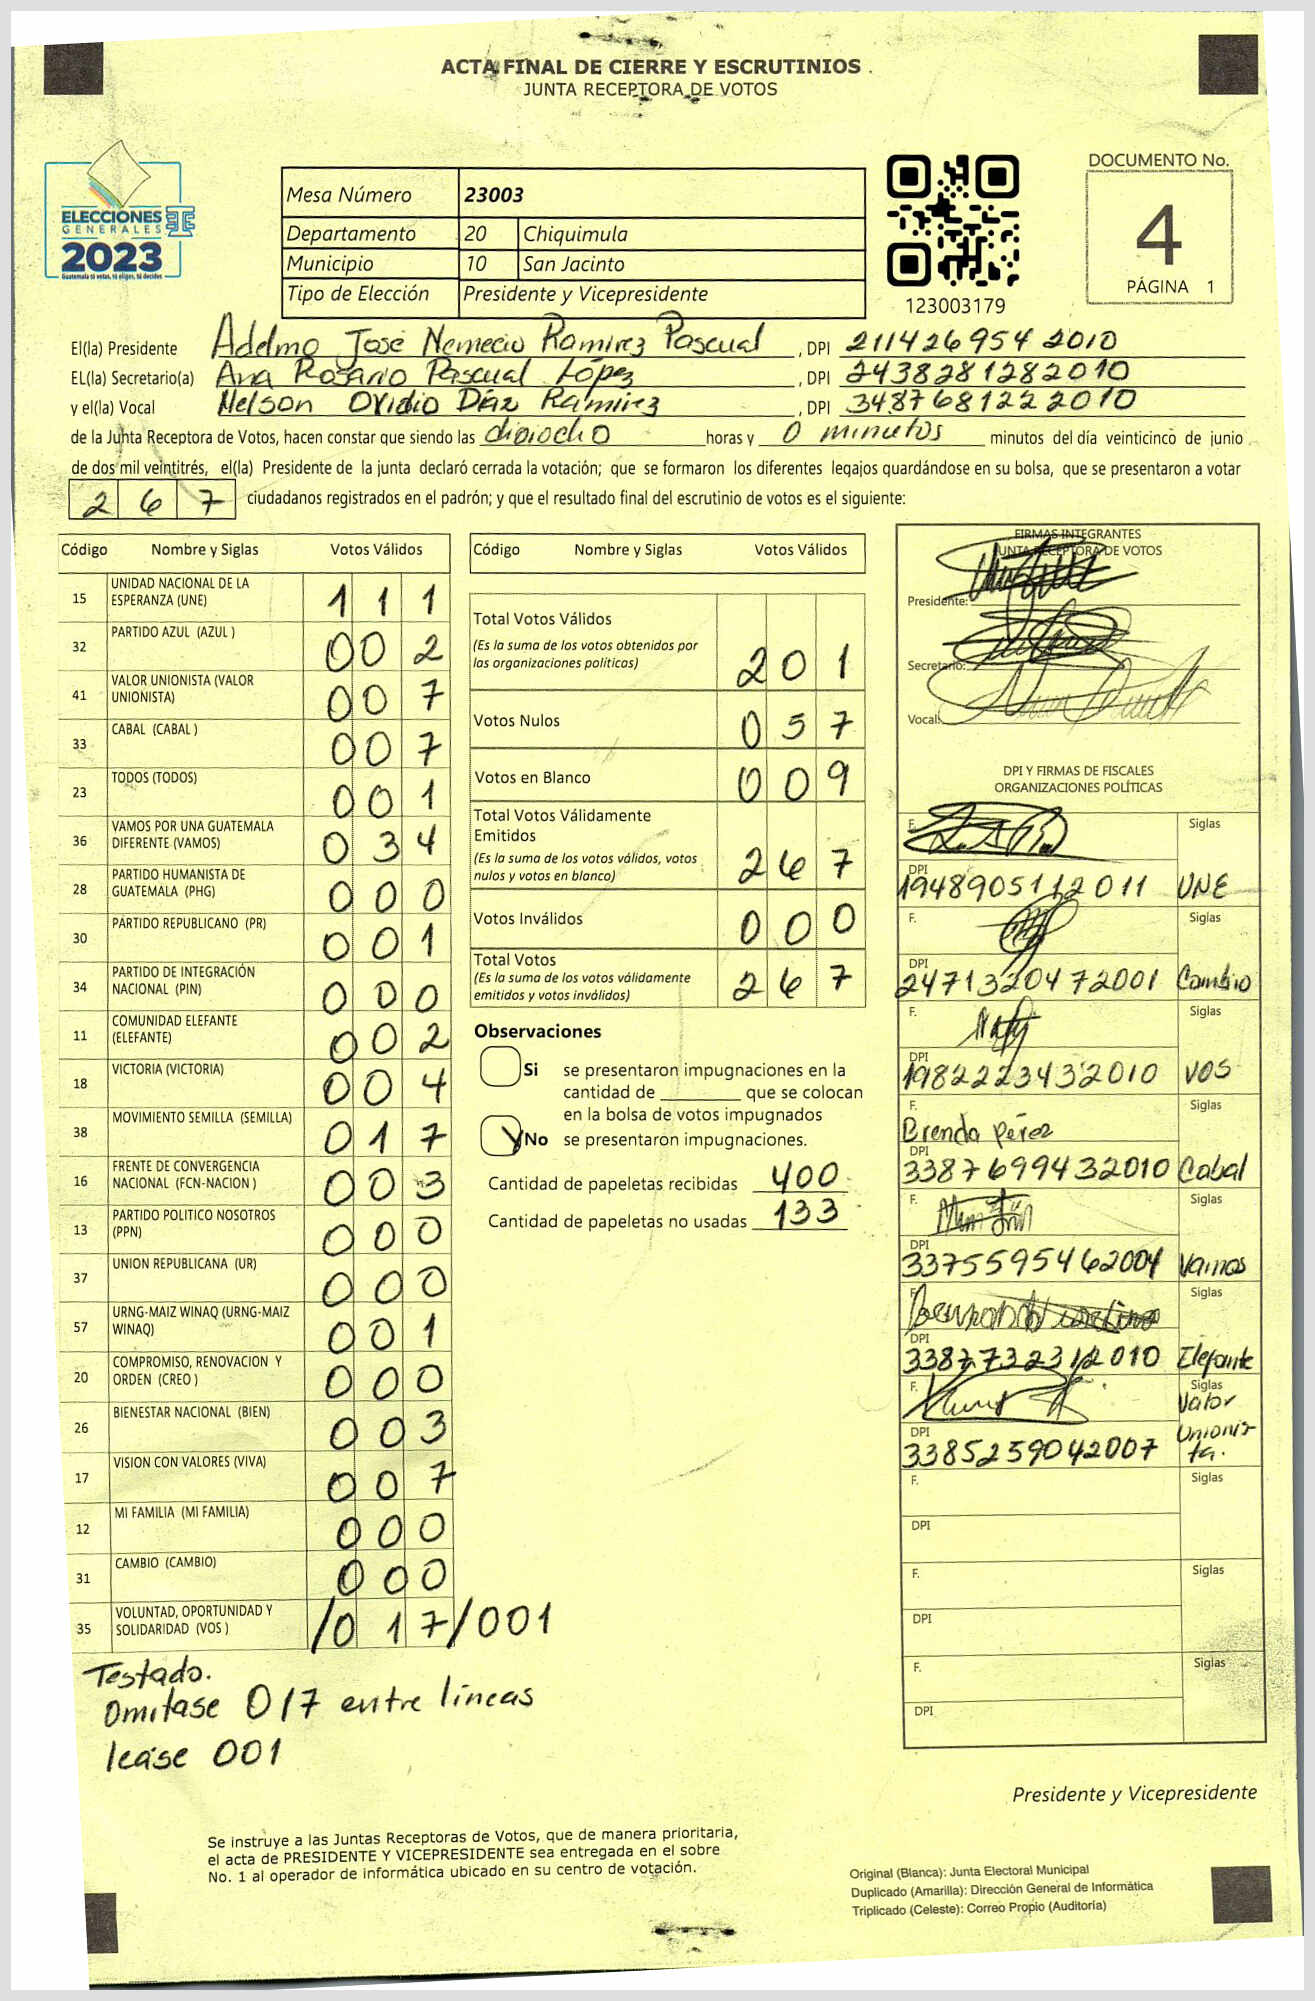 ACTA FINAL DE CIERRE Y ESCRUTINIOS
JUNTA RECEPTORA DE VOTOS
ELECCIONES
GENERALES
2023
Guatemala tú votas, tú eliges, tú decides
Mesa Número 23003
Departamento 20 Chiquimula
Municipio 10 San Jacinto
Tipo de Elección Presidente y Vicepresidente
123003179
DOCUMENTO No.
4
PÁGINA 1
El(la) Presidente Adelmo José Nemecio Ramirez Pascual, DPI 211426954 2010
EL(la) Secretario(a) Ana Rosario Pascual López, DPI 2438281282010
y el(la) Vocal Nelson Ovidio Díaz Ramirez, DPI 3487681222010
de la Junta Receptora de Votos, hacen constar que siendo las dieiocho horas y 0 minutos minutos del día veinticinco de junio
de dos mil veintitrés, el(la) Presidente de la junta declaró cerrada la votación; que se formaron los diferentes legajos quardándose en su bolsa, que se presentaron a votar
2 6 7 ciudadanos registrados en el padrón; y que el resultado final del escrutinio de votos es el siguiente:
Código Nombre y Siglas Votos Válidos
15 UNIDAD NACIONAL DE LA ESPERANZA (UNE) 1 1 1
32 PARTIDO AZUL (AZUL ) 0 0 2
41 VALOR UNIONISTA (VALOR UNIONISTA) 0 0 7
33 CABAL (CABAL ) 0 0 7
23 TODOS (TODOS) 0 0 1
36 VAMOS POR UNA GUATEMALA DIFERENTE (VAMOS) 0 3 4
28 PARTIDO HUMANISTA DE GUATEMALA (PHG) 0 0 0
30 PARTIDO REPUBLICANO (PR) 0 0 1
34 PARTIDO DE INTEGRACIÓN NACIONAL (PIN) 0 0 0
11 COMUNIDAD ELEFANTE (ELEFANTE) 0 0 2
18 VICTORIA (VICTORIA) 0 0 4
38 MOVIMIENTO SEMILLA (SEMILLA) 0 1 7
16 FRENTE DE CONVERGENCIA NACIONAL (FCN-NACION ) 0 0 3
13 PARTIDO POLITICO NOSOTROS (PPN) 0 0 0
37 UNION REPUBLICANA (UR) 0 0 0
57 URNG-MAIZ WINAQ (URNG-MAIZ WINAQ) 0 0 1
20 COMPROMISO, RENOVACION Y ORDEN (CREO ) 0 0 0
26 BIENESTAR NACIONAL (BIEN) 0 0 3
17 VISION CON VALORES (VIVA) 0 0 7
12 MI FAMILIA (MI FAMILIA) 0 0 0
31 CAMBIO (CAMBIO) 0 0 0
35 VOLUNTAD, OPORTUNIDAD Y SOLIDARIDAD (VOS ) /0 1 7/001
Testado.
Omitase 017 entre líneas
lease 001
Código Nombre y Siglas Votos Válidos
Total Votos Válidos
(Es la suma de los votos obtenidos por
las organizaciones políticas) 2 0 1
Votos Nulos 0 5 7
Votos en Blanco 0 0 9
Total Votos Válidamente
Emitidos
(Es la suma de los votos válidos, votos
nulos y votos en blanco) 2 6 7
Votos Inválidos 0 0 0
Total Votos
(Es la suma de los votos válidamente
emitidos y votos inválidos) 2 6 7
Observaciones
Si se presentaron impugnaciones en la
cantidad de ________ que se colocan
en la bolsa de votos impugnados
No se presentaron impugnaciones.
Cantidad de papeletas recibidas 400
Cantidad de papeletas no usadas 133
FIRMAS INTEGRANTES
JUNTA RECEPTORA DE VOTOS
Presidente:
Secretario:
Vocal:
DPI Y FIRMAS DE FISCALES
ORGANIZACIONES POLÍTICAS
F. Siglas
DPI
1948905112011 UNE
F. Siglas
DPI
2471320472001 Cambio
F. Siglas
DPI
1982223432010 VOS
F. Siglas
Brenda Pérez
DPI
3387699432010 Cabal
F. Siglas
DPI
3375595462004 Vamos
F. Siglas
DPI
3387732312010 Elefante
F. Siglas
Valor
DPI Unionis-
3385259042007 ta.
F. Siglas
DPI
F. Siglas
DPI
F. Siglas
DPI
Presidente y Vicepresidente
Se instruye a las Juntas Receptoras de Votos, que de manera prioritaria,
el acta de PRESIDENTE Y VICEPRESIDENTE sea entregada en el sobre
No. 1 al operador de informática ubicado en su centro de votación.
Original (Blanca): Junta Electoral Municipal
Duplicado (Amarilla): Dirección General de Informática
Triplicado (Celeste): Correo Propio (Auditoría)